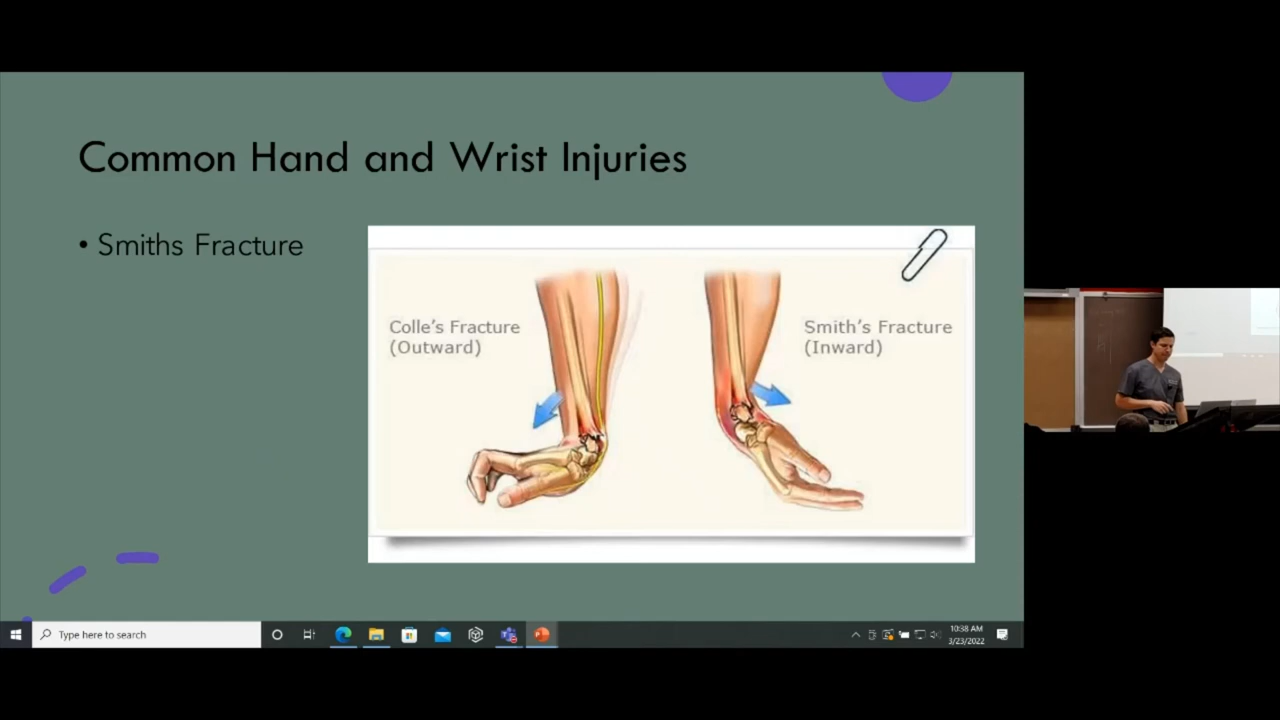 Common Hand and Wrist Injuries
• Smiths Fracture
Colle's Fracture
(Outward)
Smith's Fracture
(Inward)
Type here to search
10:38 AM
3/23/2022